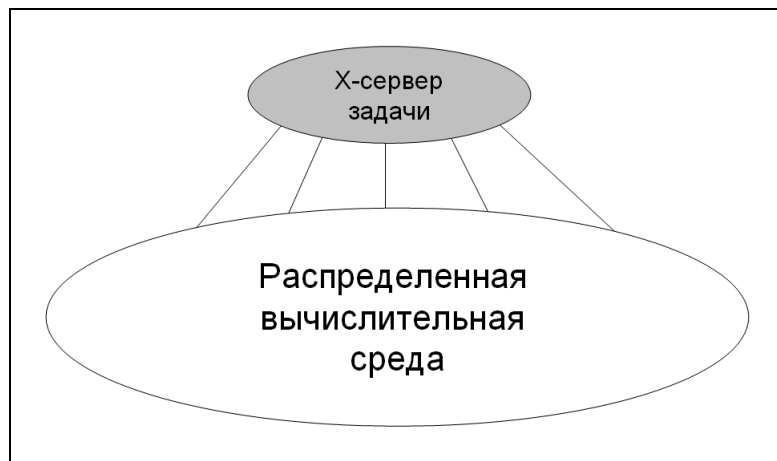 Х-сервер
задачи
Распределенная
вычислительная
среда